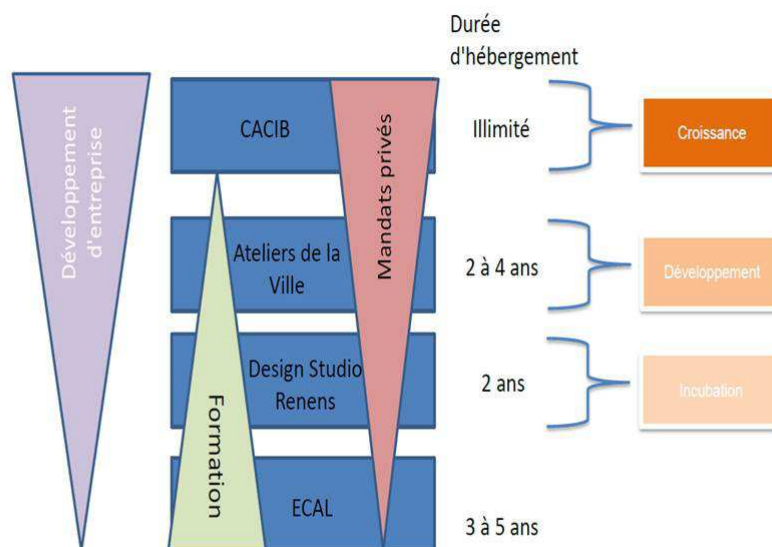 Durée
d'hébergement
Développement
d'entreprise
CACIB
Mandats privés
Illimité
Croissance
Ateliers de la
Ville
2 à 4 ans
Développement
Formation
Design Studio
Renens
2 ans
Incubation
ECAL
3 à 5 ans